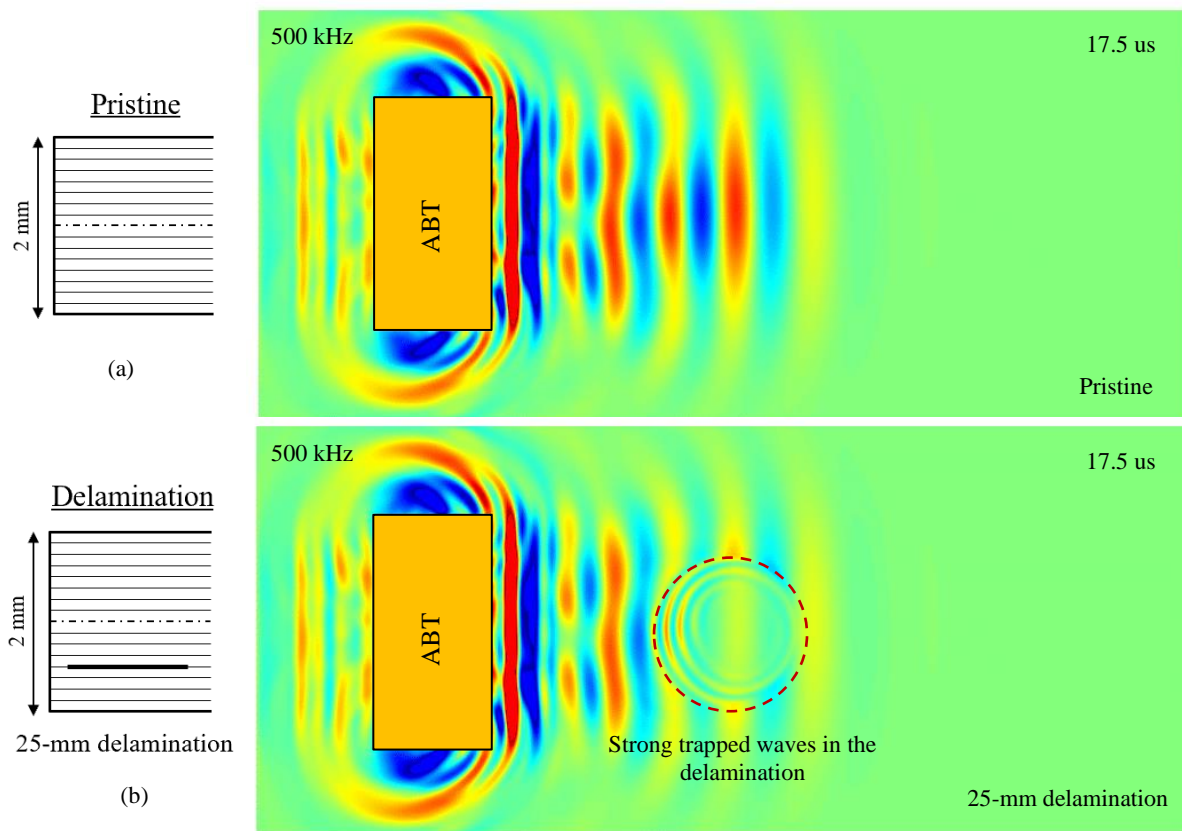 500 kHz
17.5 us
Pristine
2 mm
ABT
(a)
Pristine
500 kHz
17.5 us
Delamination
2 mm
ABT
25-mm delamination
Strong trapped waves in the
delamination
(b)
25-mm delamination